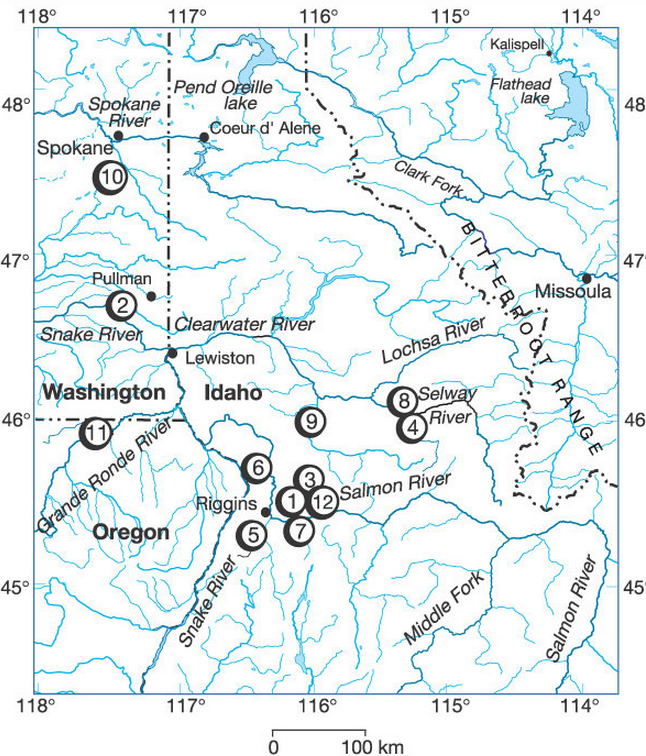 118° 117° 116° 115° 114°
Kalispell
48° 48°
Pend Oreille
lake
Flathead
lake
Spokane
River
Coeur d' Alene
Spokane
10
Clark Fork
47° 47°
BITTERROOT RANGE
Pullman
2
Missoula
Snake River
Clearwater River
Lochsa River
Lewiston
Washington
Idaho
8
Selway
River
46° 46°
9
4
11
Grande Ronde River
6
3
Salmon River
Riggins
1
12
Oregon
5
7
45° 45°
Snake River
Middle Fork
Salmon River
118° 117° 116° 115° 114°
0 100 km